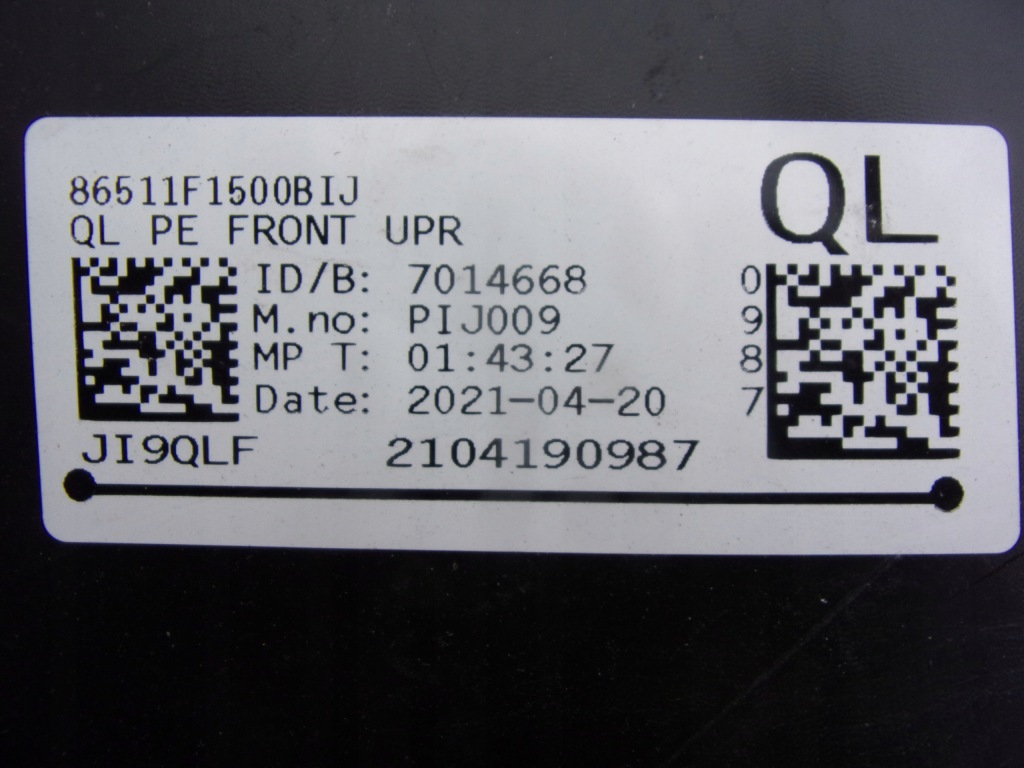 QL
86511F1500BIJ
QL PE FRONT UPR
ID/B: 7014668
M.no: PIJ009
MP T: 01:43:27
Date: 2021-04-20
0
9
8
7
JI9QLF 2104190987